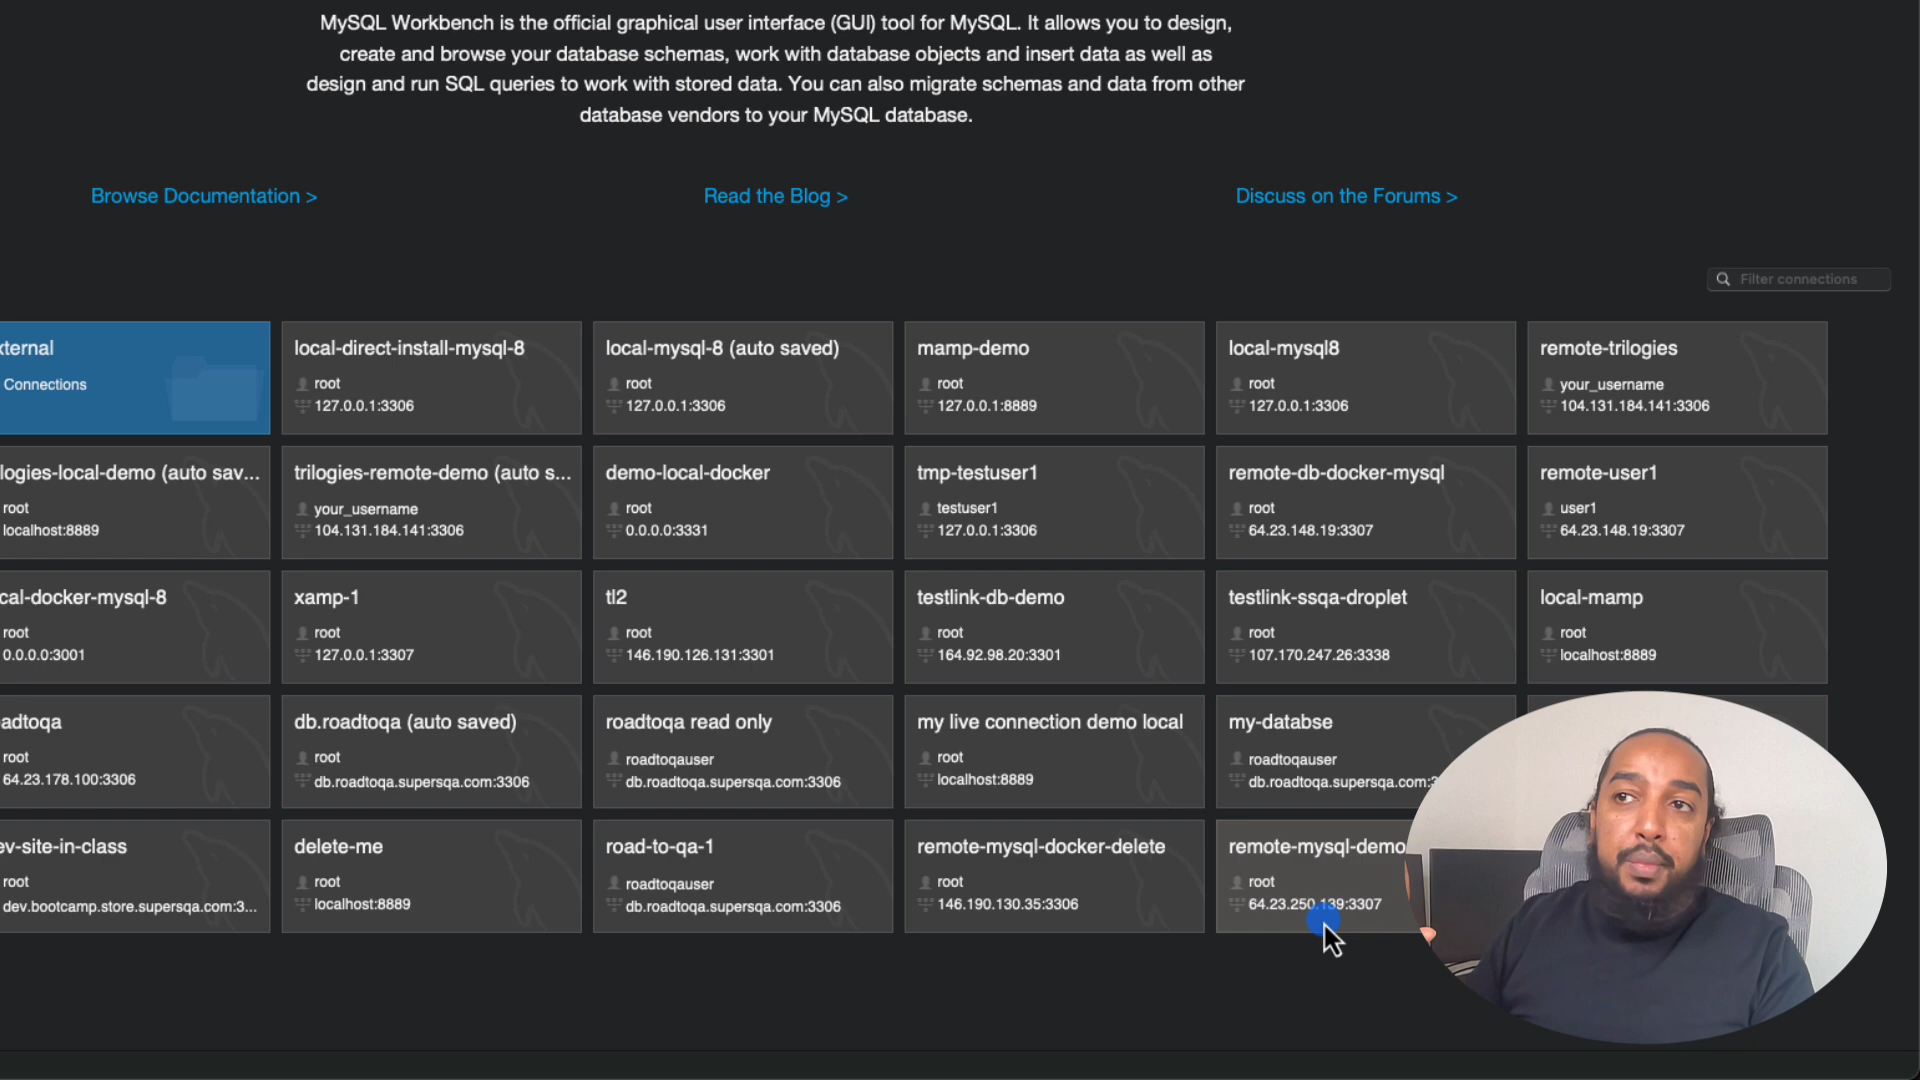 MySQL Workbench is the official graphical user interface (GUI) tool for MySQL. It allows you to design,
create and browse your database schemas, work with database objects and insert data as well as
design and run SQL queries to work with stored data. You can also migrate schemas and data from other
database vendors to your MySQL database.
Browse Documentation >
Read the Blog >
Discuss on the Forums >
Filter connections
xternal
Connections
local-direct-install-mysql-8
root
127.0.0.1:3306
local-mysql-8 (auto saved)
root
127.0.0.1:3306
mamp-demo
root
127.0.0.1:8889
local-mysql8
root
127.0.0.1:3306
remote-trilogies
your_username
104.131.184.141:3306
logies-local-demo (auto sav...
root
localhost:8889
trilogies-remote-demo (auto s...
your_username
104.131.184.141:3306
demo-local-docker
root
0.0.0.0:3331
tmp-testuser1
testuser1
127.0.0.1:3306
remote-db-docker-mysql
root
64.23.148.19:3307
remote-user1
user1
64.23.148.19:3307
cal-docker-mysql-8
root
0.0.0.0:3001
xamp-1
root
127.0.0.1:3307
tl2
root
146.190.126.131:3301
testlink-db-demo
root
164.92.98.20:3301
testlink-ssqa-droplet
root
107.170.247.26:3338
local-mamp
root
localhost:8889
adtoqa
root
64.23.178.100:3306
db.roadtoqa (auto saved)
root
db.roadtoqa.supersqa.com:3306
roadtoqa read only
roadtoqauser
db.roadtoqa.supersqa.com:3306
my live connection demo local
root
localhost:8889
my-databse
roadtoqauser
db.roadtoqa.supersqa.com:3
ev-site-in-class
root
dev.bootcamp.store.supersqa.com:3...
delete-me
root
localhost:8889
road-to-qa-1
roadtoqauser
db.roadtoqa.supersqa.com:3306
remote-mysql-docker-delete
root
146.190.130.35:3306
remote-mysql-demo
root
64.23.250.139:3307